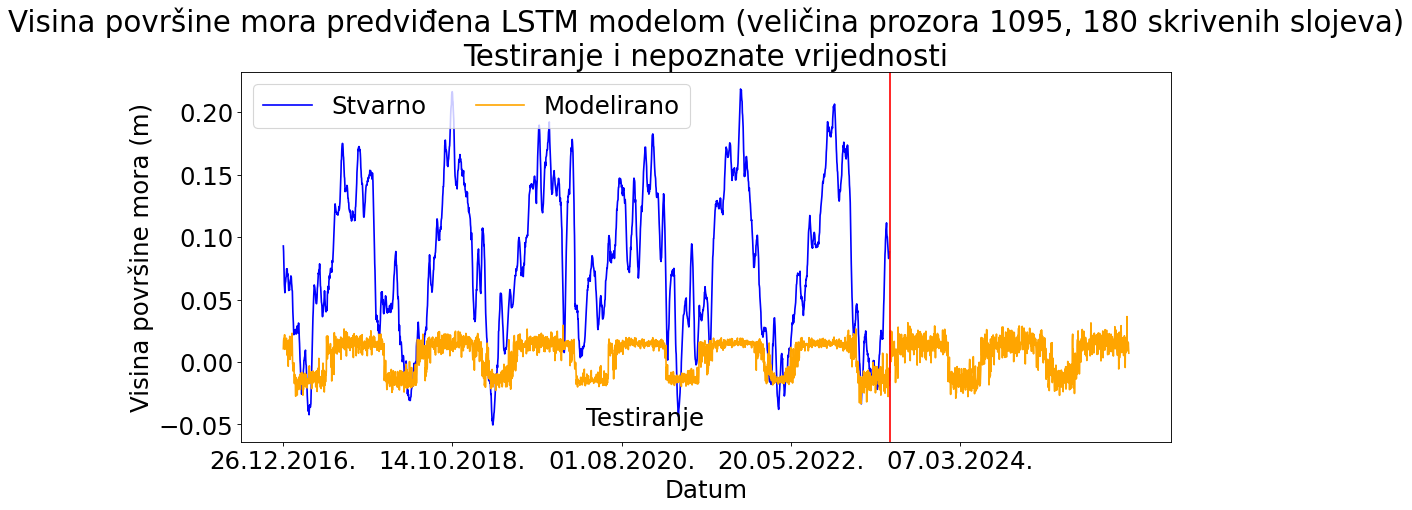 Visina površine mora predviđena LSTM modelom (veličina prozora 1095, 180 skrivenih slojeva)
Testiranje i nepoznate vrijednosti
Stvarno
Modelirano
Visina površine mora (m)
0.20
0.15
0.10
0.05
0.00
−0.05
Testiranje
26.12.2016.
14.10.2018.
01.08.2020.
20.05.2022.
07.03.2024.
Datum